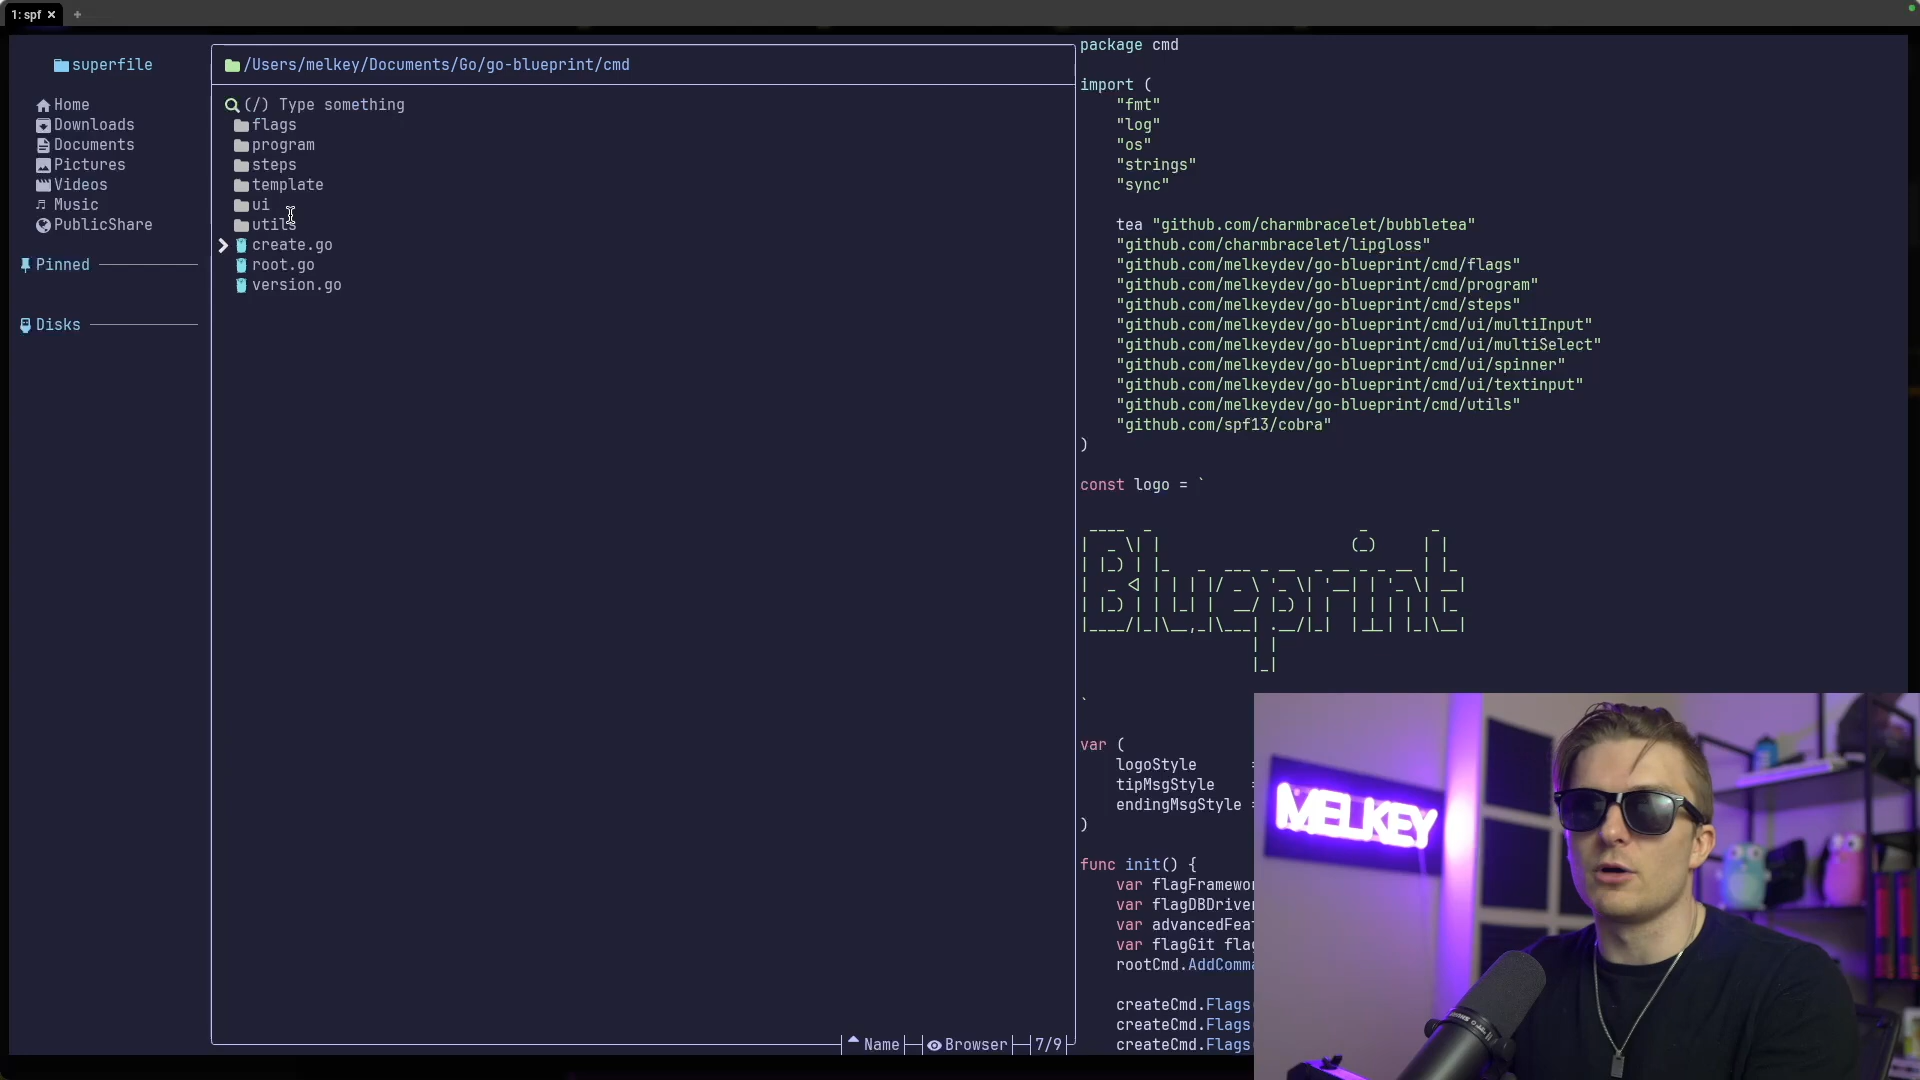 1: spf × +
superfile
Home
Downloads
Documents
Pictures
Videos
Music
PublicShare
Pinned
Disks
/Users/melkey/Documents/Go/go-blueprint/cmd
(/) Type something
flags
program
steps
template
ui
utils
create.go
root.go
version.go
Name
Browser
7/9
package cmd
import (
"fmt"
"log"
"os"
"strings"
"sync"
tea "github.com/charmbracelet/bubbletea"
"github.com/charmbracelet/lipgloss"
"github.com/melkeydev/go-blueprint/cmd/flags"
"github.com/melkeydev/go-blueprint/cmd/program"
"github.com/melkeydev/go-blueprint/cmd/steps"
"github.com/melkeydev/go-blueprint/cmd/ui/multiInput"
"github.com/melkeydev/go-blueprint/cmd/ui/multiSelect"
"github.com/melkeydev/go-blueprint/cmd/ui/spinner"
"github.com/melkeydev/go-blueprint/cmd/ui/textinput"
"github.com/melkeydev/go-blueprint/cmd/utils"
"github.com/spf13/cobra"
)
const logo = `
Blueprint
`
var (
logoStyle =
tipMsgStyle =
endingMsgStyle =
)
func init() {
var flagFramewor
var flagDBDriver
var advancedFeat
var flagGit flag
rootCmd.AddComma
createCmd.Flags(
createCmd.Flags(
createCmd.Flags(
MELKEY